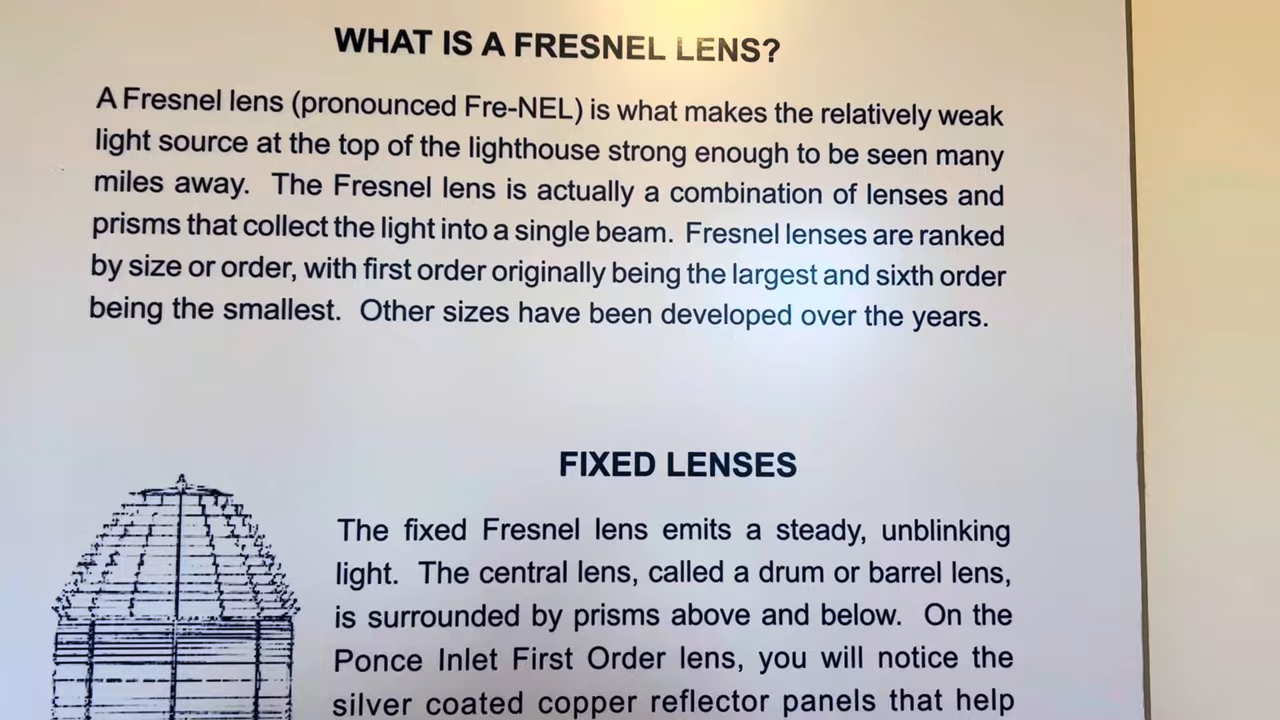 WHAT IS A FRESNEL LENS?
A Fresnel lens (pronounced Fre-NEL) is what makes the relatively weak
light source at the top of the lighthouse strong enough to be seen many
miles away. The Fresnel lens is actually a combination of lenses and
prisms that collect the light into a single beam. Fresnel lenses are ranked
by size or order, with first order originally being the largest and sixth order
being the smallest. Other sizes have been developed over the years.
FIXED LENSES
The fixed Fresnel lens emits a steady, unblinking
light. The central lens, called a drum or barrel lens,
is surrounded by prisms above and below. On the
Ponce Inlet First Order lens, you will notice the
silver coated copper reflector panels that help